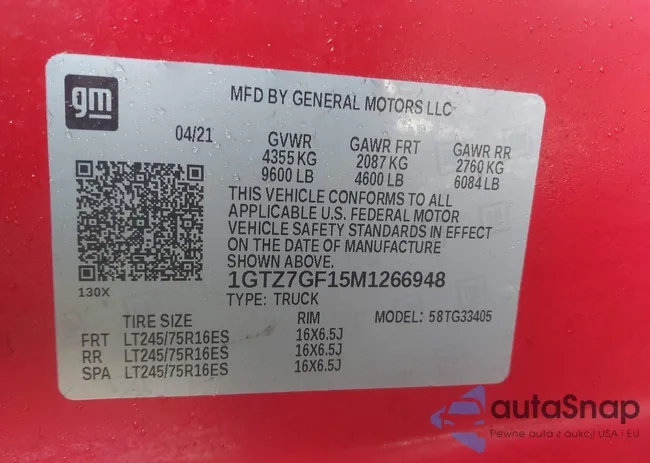 gm
MFD BY GENERAL MOTORS LLC
04/21 GVWR GAWR FRT GAWR RR
4355 KG 2087 KG 2760 KG
9600 LB 4600 LB 6084 LB
THIS VEHICLE CONFORMS TO ALL
APPLICABLE U.S. FEDERAL MOTOR
VEHICLE SAFETY STANDARDS IN EFFECT
ON THE DATE OF MANUFACTURE
SHOWN ABOVE.
130X
1GTZ7GF15M1266948
TYPE: TRUCK
TIRE SIZE RIM MODEL: 58TG33405
FRT LT245/75R16ES 16X6.5J
RR LT245/75R16ES 16X6.5J
SPA LT245/75R16ES 16X6.5J
autaSnap
Pewne auta z aukcji USA i EU